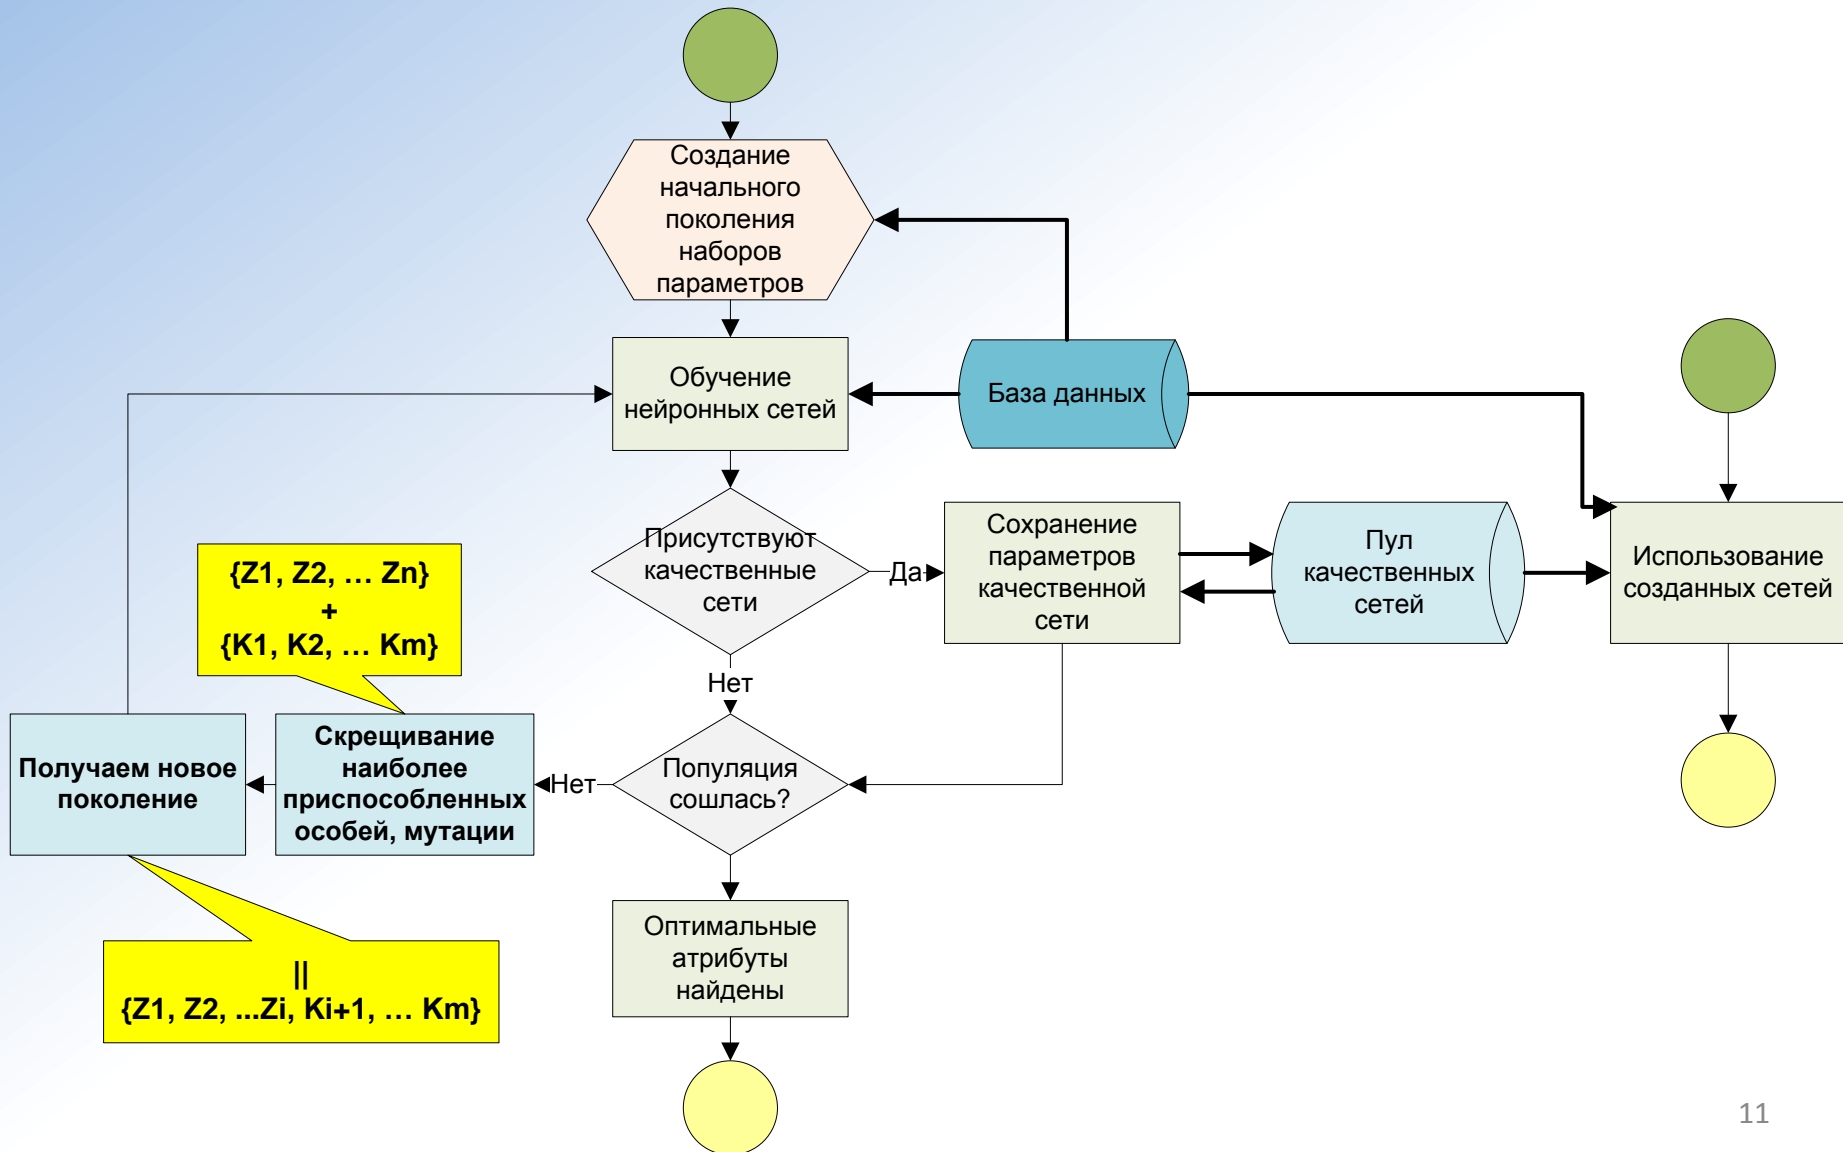 Создание
начального
поколения
наборов
параметров
Обучение
нейронных сетей
База данных
Присутствуют
качественные
сети
Да
Сохранение
параметров
качественной
сети
Пул
качественных
сетей
Использование
созданных сетей
{Z1, Z2, … Zn}
+
{K1, K2, … Km}
Нет
Получаем новое
поколение
Скрещивание
наиболее
приспособленных
особей, мутации
Нет
Популяция
сошлась?
Оптимальные
атрибуты
найдены
||
{Z1, Z2, ...Zi, Ki+1, … Km}
11